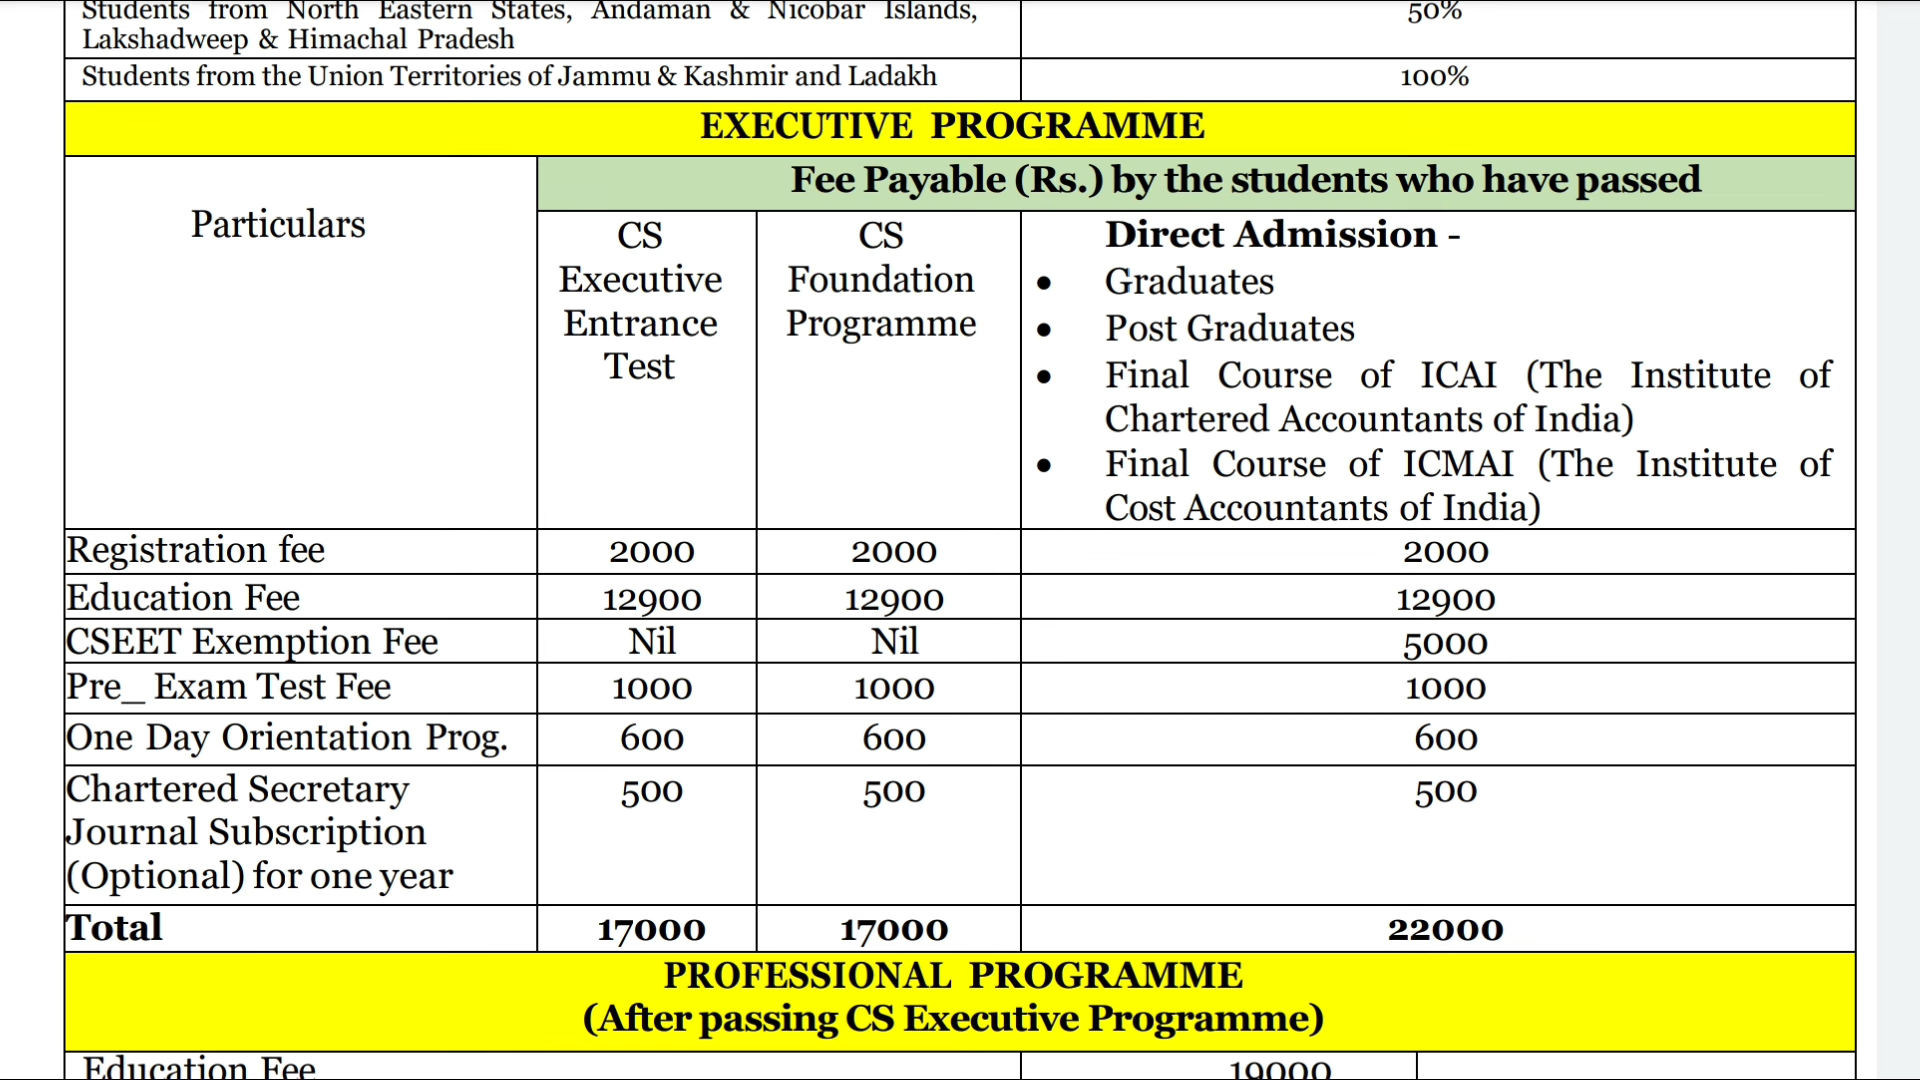 Students from North Eastern States, Andaman & Nicobar Islands,
50%
Lakshadweep & Himachal Pradesh
Students from the Union Territories of Jammu & Kashmir and Ladakh
100%
EXECUTIVE PROGRAMME
Particulars
Fee Payable (Rs.) by the students who have passed
CS
Executive
Entrance
Test
CS
Foundation
Programme
Direct Admission -
• Graduates
• Post Graduates
• Final Course of ICAI (The Institute of
Chartered Accountants of India)
• Final Course of ICMAI (The Institute of
Cost Accountants of India)
Registration fee 2000 2000 2000
Education Fee 12900 12900 12900
CSEET Exemption Fee Nil Nil 5000
Pre_ Exam Test Fee 1000 1000 1000
One Day Orientation Prog. 600 600 600
Chartered Secretary 500 500 500
Journal Subscription
(Optional) for one year
Total 17000 17000 22000
PROFESSIONAL PROGRAMME
(After passing CS Executive Programme)
Education Fee 19000